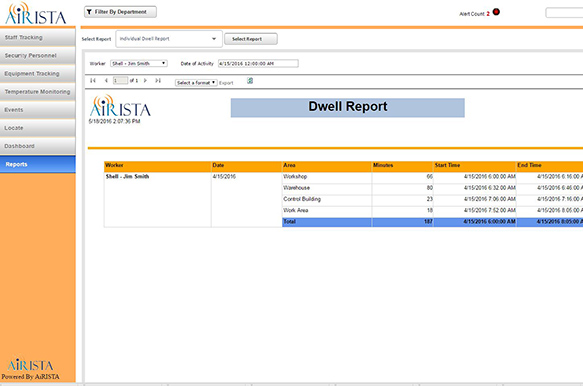 AiRISTA
Filter By Department
Alert Count: 2
Staff Tracking
Security Personnel
Equipment Tracking
Temperature Monitoring
Events
Locate
Dashboard
Reports
Select Report Individual Dwell Report Select Report
Worker Shell - Jim Smith Date of Activity 4/15/2016 12:00:00 AM
1 of 1 Select a format Export
AiRISTA
5/18/2016 2:07:36 PM
Dwell Report
Worker Date Area Minutes Start Time End Time
Shell - Jim Smith 4/15/2016 Workshop 66 4/15/2016 6:00:00 AM 4/15/2016 6:16:00 A
Warehouse 80 4/15/2016 6:32:00 AM 4/15/2016 6:46:00 A
Control Building 23 4/15/2016 7:06:00 AM 4/15/2016 7:16:00 A
Work Area 18 4/15/2016 7:52:00 AM 4/15/2016 8:05:00 A
Total 187 4/15/2016 6:00:00 AM 4/15/2016 8:05:00 A
AiRISTA
Powered By AiRISTA